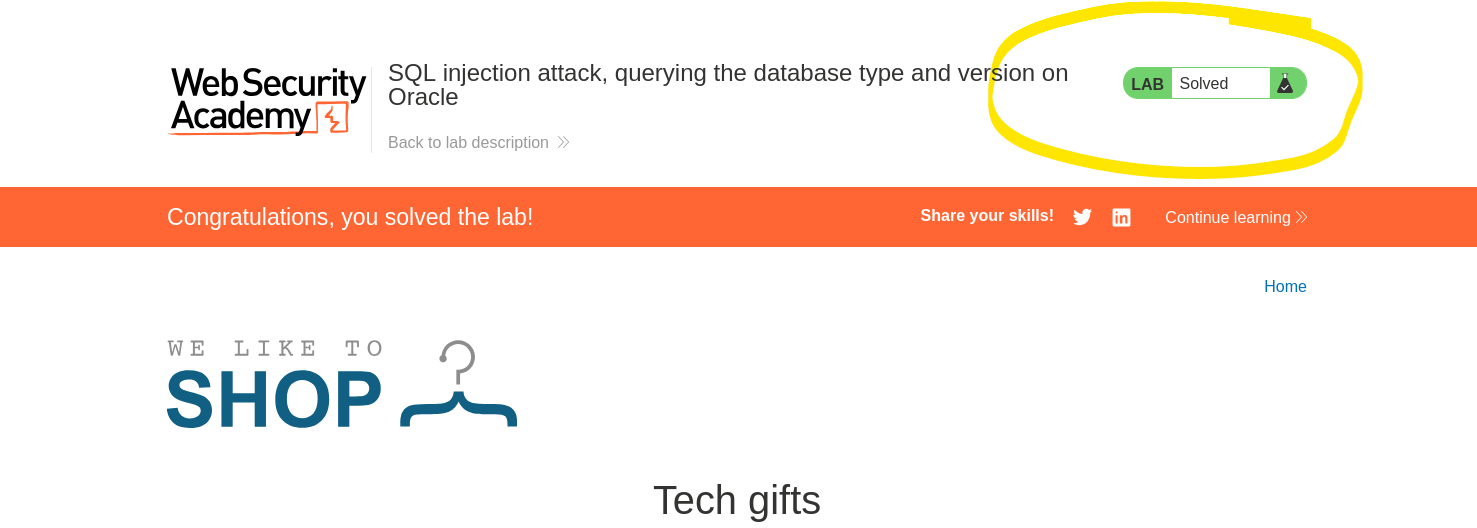 Web Security
Academy
SQL injection attack, querying the database type and version on
Oracle
Back to lab description
LAB Solved
Congratulations, you solved the lab!
Share your skills!
Continue learning
Home
WE LIKE TO
SHOP
Tech gifts